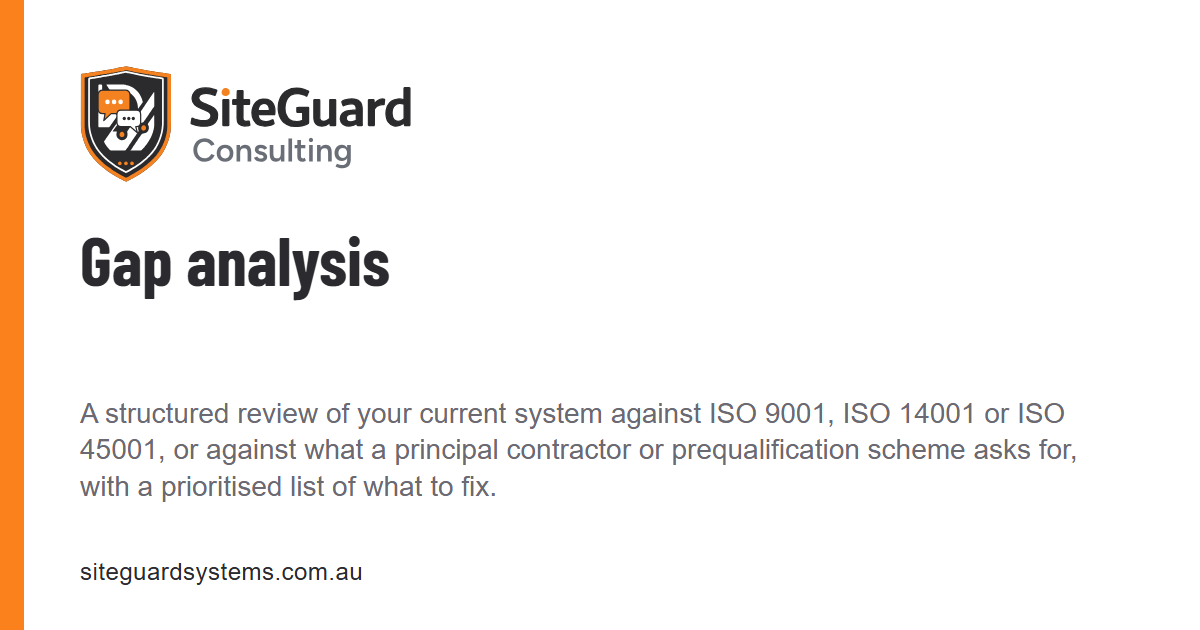 SiteGuard
Consulting
Gap analysis
A structured review of your current system against ISO 9001, ISO 14001 or ISO
45001, or against what a principal contractor or prequalification scheme asks for,
with a prioritised list of what to fix.
siteguardsystems.com.au